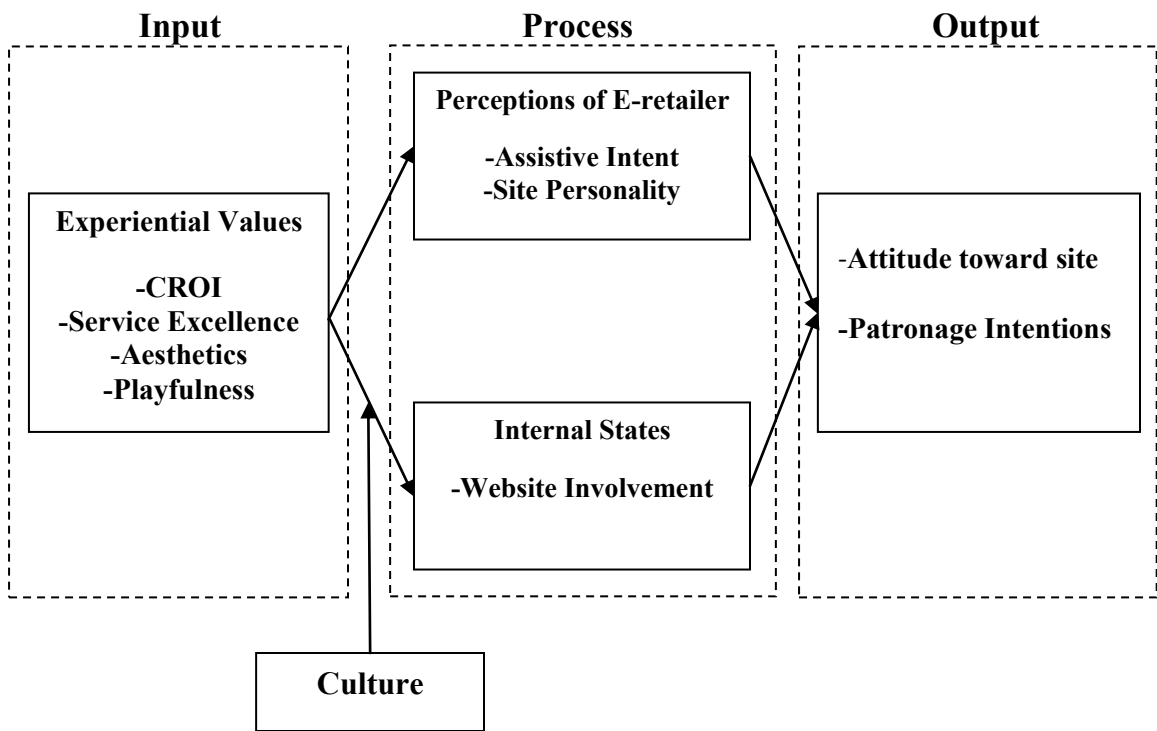 Input
Process
Output
Experiential Values
-CROI
-Service Excellence
-Aesthetics
-Playfulness
Perceptions of E-retailer
-Assistive Intent
-Site Personality
Internal States
-Website Involvement
-Attitude toward site
-Patronage Intentions
Culture